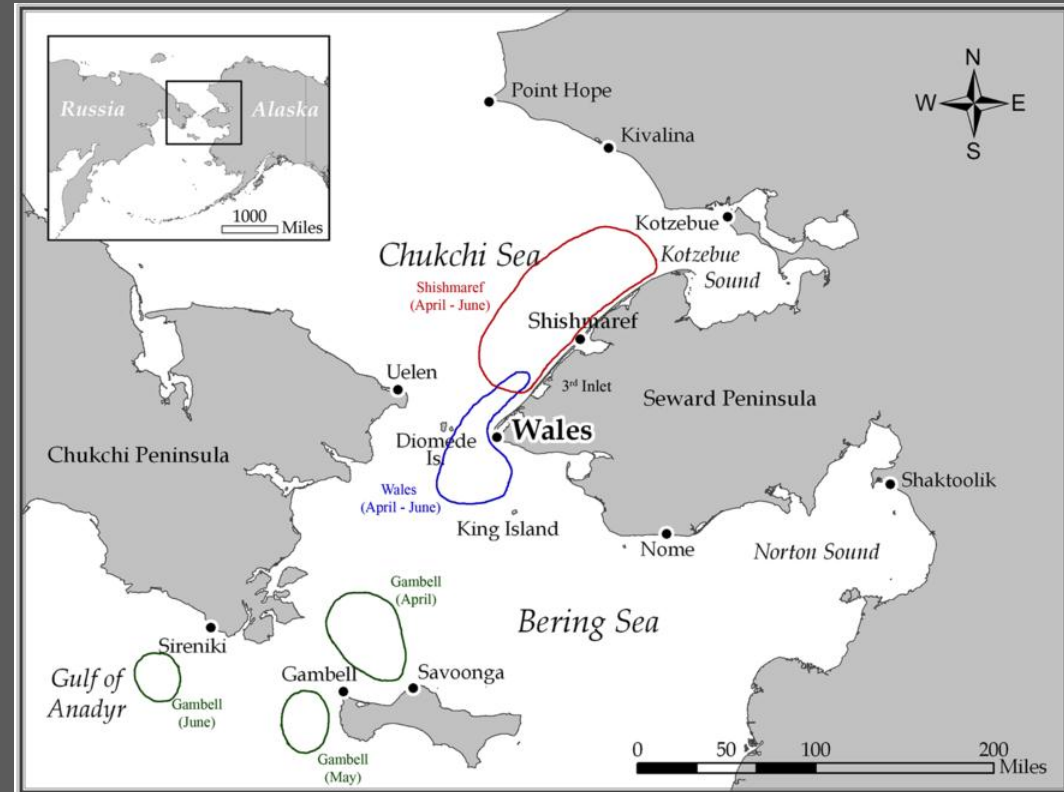 Russia
Alaska
1000
Miles
N
W
E
S
Point Hope
Kivalina
Kotzebue
Kotzebue
Sound
Chukchi Sea
Shishmaref
(April - June)
Shishmaref
3rd Inlet
Uelen
Seward Peninsula
Wales
Diomede
Is.
Chukchi Peninsula
Wales
(April - June)
King Island
Shaktoolik
Nome
Norton Sound
Gambell
(April)
Bering Sea
Sireniki
Gulf of
Anadyr
Gambell
(June)
Gambell
Savoonga
Gambell
(May)
0 50 100 200
Miles